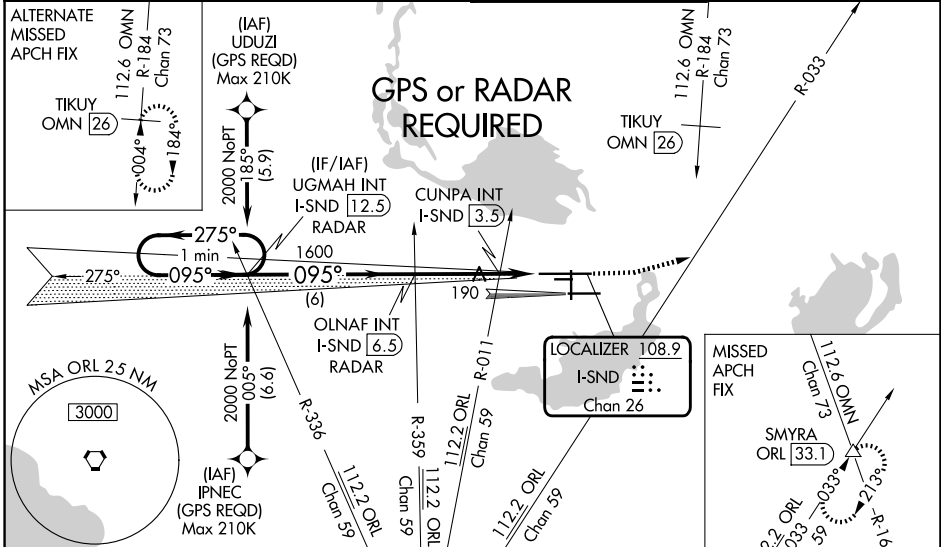 ALTERNATE
MISSED
APCH FIX
112.6 OMN
R-184
Chan 73
TIKUY
OMN 26
004°
184°
(IAF)
UDUZI
(GPS REQD)
Max 210K
2000 NoPT
185°
(5.9)
GPS or RADAR
REQUIRED
112.6 OMN
R-184
Chan 73
TIKUY
OMN 26
R-033
(IF/IAF)
UGMAH INT
I-SND 12.5
RADAR
CUNPA INT
I-SND 3.5
275°
1 min
1600
275°
095°
095°
(6)
190
OLNAF INT
I-SND 6.5
RADAR
LOCALIZER 108.9
I-SND
Chan 26
MSA ORL 25 NM
3000
2000 NoPT
005°
(6.6)
(IAF)
IPNEC
(GPS REQD)
Max 210K
R-336
112.2 ORL
Chan 59
R-359
112.2 ORL
Chan 59
R-011
112.2 ORL
Chan 59
112.2 ORL
Chan 59
MISSED
APCH
FIX
112.6 OMN
Chan 73
SMYRA
ORL 33.1
033°
213°
R-16
2.2 ORL
033
59